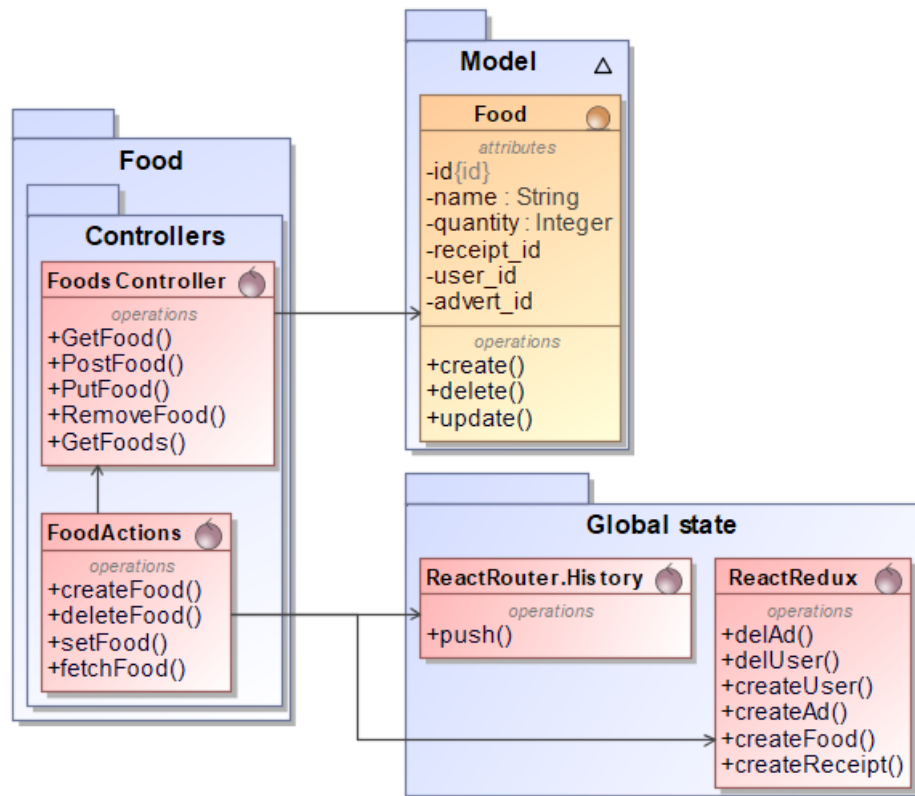 Model
Food
attributes
-id{id}
-name : String
-quantity : Integer
-receipt_id
-user_id
-advert_id
operations
+create()
+delete()
+update()
Food
Controllers
FoodsController
operations
+GetFood()
+PostFood()
+PutFood()
+RemoveFood()
+GetFoods()
FoodActions
operations
+createFood()
+deleteFood()
+setFood()
+fetchFood()
Global state
ReactRouter.History
operations
+push()
ReactRedux
operations
+delAd()
+delUser()
+createUser()
+createAd()
+createFood()
+createReceipt()